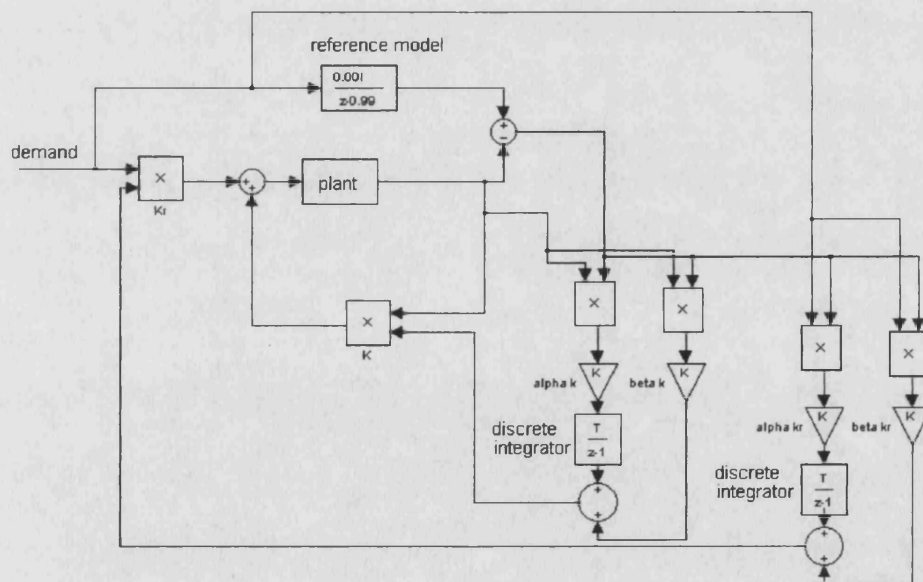 reference model
0.001
z-0.99
+
-
demand
×
Kr
+
+
plant
×
K
×
×
×
×
K
alpha k
K
beta k
K
alpha kr
K
beta kr
discrete
integrator
T
z-1
discrete
integrator
T
z-1
+
+
+
+